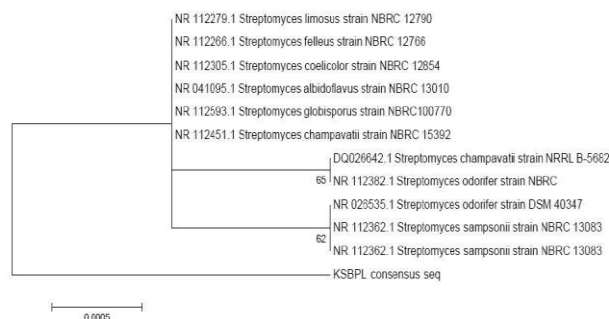 NR 112279.1 Streptomyces limosus strain NBRC 12790
NR 112266.1 Streptomyces felleus strain NBRC 12766
NR 112305.1 Streptomyces coelicolor strain NBRC 12854
NR 041095.1 Streptomyces albidoflavus strain NBRC 13010
NR 112593.1 Streptomyces globisporus strain NBRC100770
NR 112451.1 Streptomyces champavatii strain NBRC 15392
DQ026642.1 Streptomyces champavatii strain NRRL B-5682
65
NR 112382.1 Streptomyces odorifer strain NBRC
NR 026535.1 Streptomyces odorifer strain DSM 40347
62
NR 112362.1 Streptomyces sampsonii strain NBRC 13083
NR 112362.1 Streptomyces sampsonii strain NBRC 13083
KSBPL consensus seq
0.0005